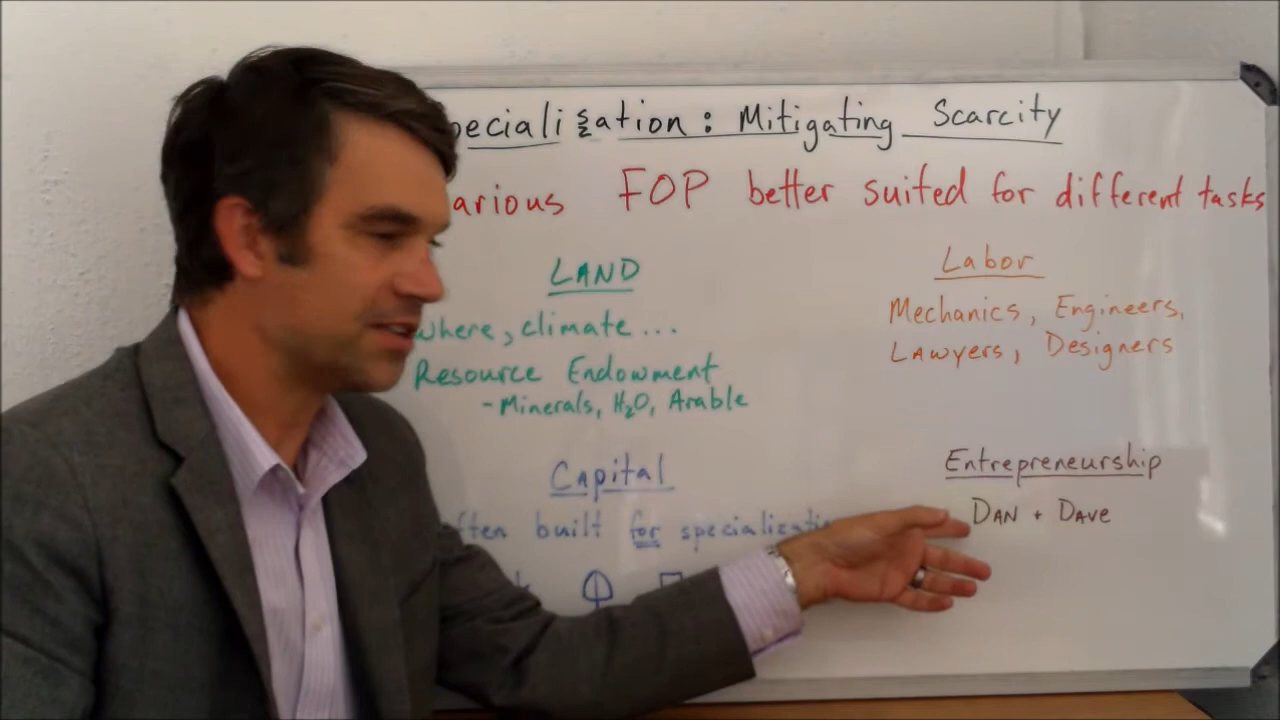 pecialization: Mitigating Scarcity
arious FOP better suited for different tasks
LAND
where, climate ...
Resource Endowment
- Minerals, H₂O, Arable
Labor
Mechanics, Engineers,
Lawyers, Designers
Capital
ften built for specializati
Entrepreneurship
DAN + DAVE